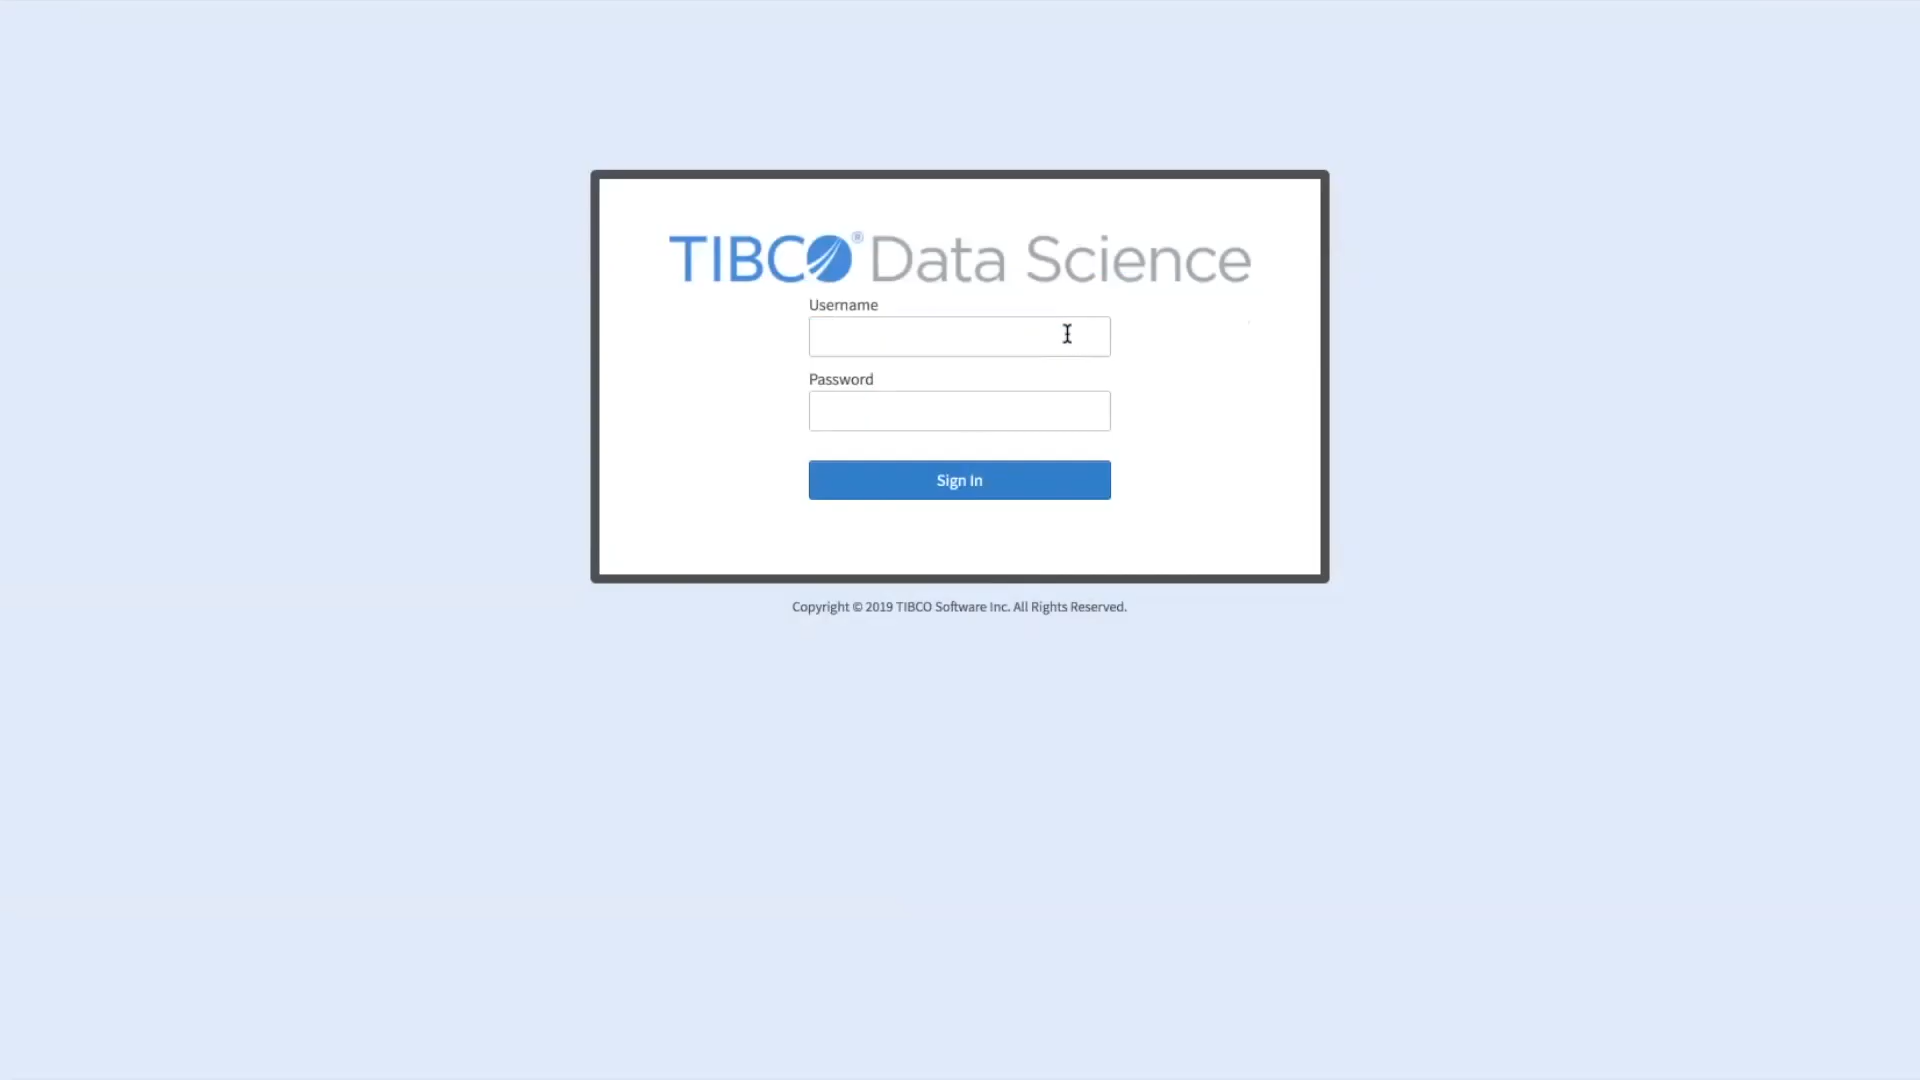 TIBCO® Data Science
Username
Password
Sign In
Copyright © 2019 TIBCO Software Inc. All Rights Reserved.